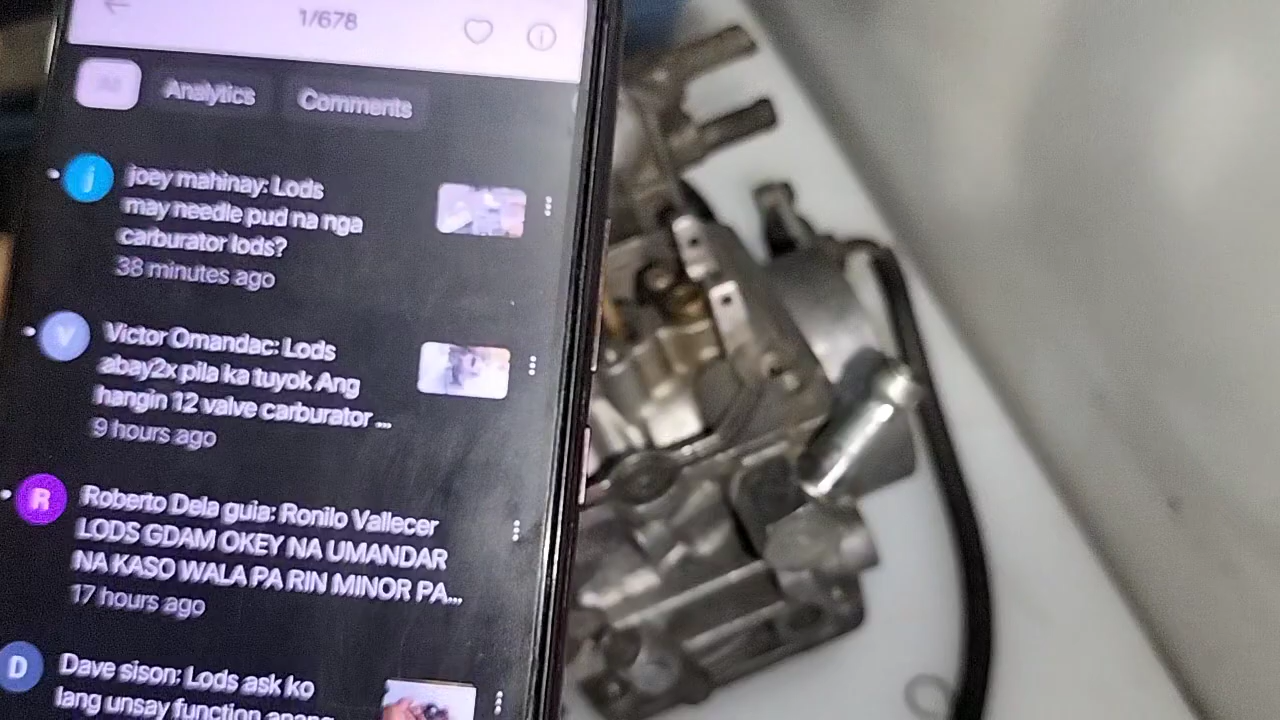 1/678
All
Analytics
Comments
j
joey mahinay: Lods
may needle pud na nga
carburator lods?
38 minutes ago
V
Victor Omandac: Lods
abay2x pila ka tuyok Ang
hangin 12 valve carburator ...
9 hours ago
R
Roberto Dela guia: Ronilo Vallecer
LODS GDAM OKEY NA UMANDAR
NA KASO WALA PA RIN MINOR PA...
17 hours ago
D
Dave sison: Lods ask ko
lang unsay function anang